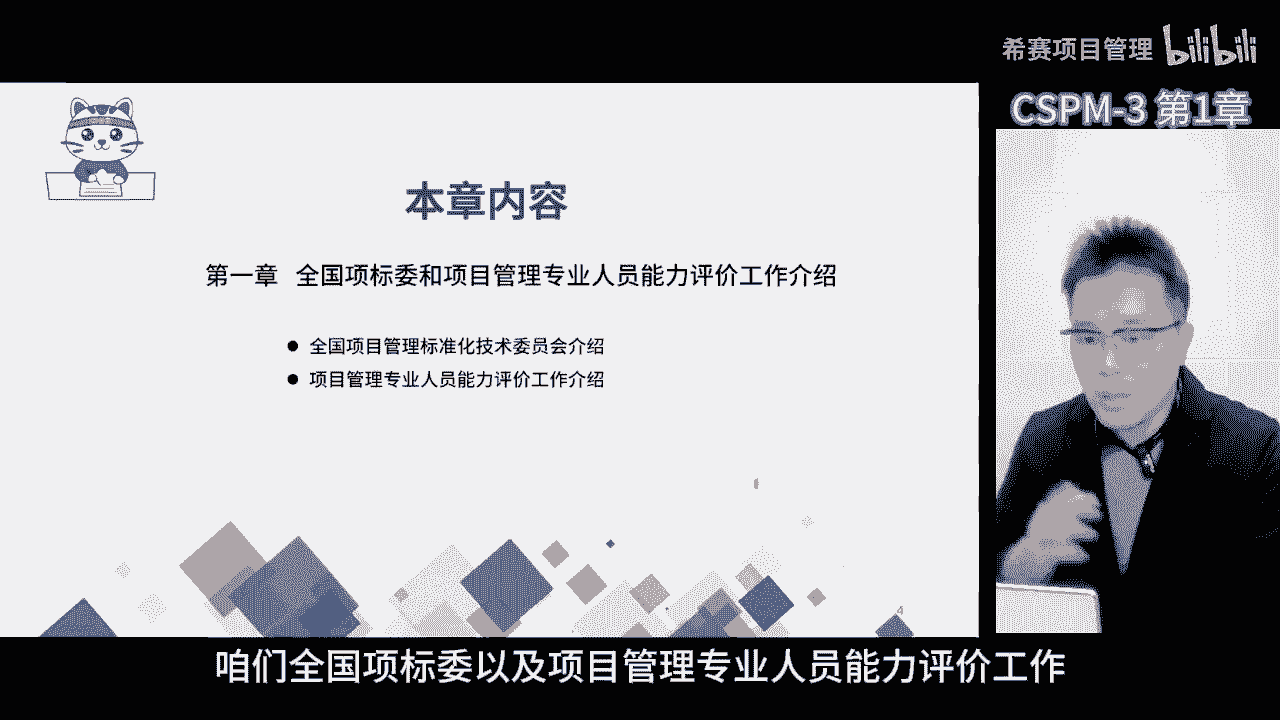 希赛项目管理 bilibili
CSPM-3 第1章
本章内容
第一章 全国项标委和项目管理专业人员能力评价工作介绍
● 全国项目管理标准化技术委员会介绍
● 项目管理专业人员能力评价工作介绍
4
咱们全国项标委以及项目管理专业人员能力评价工作